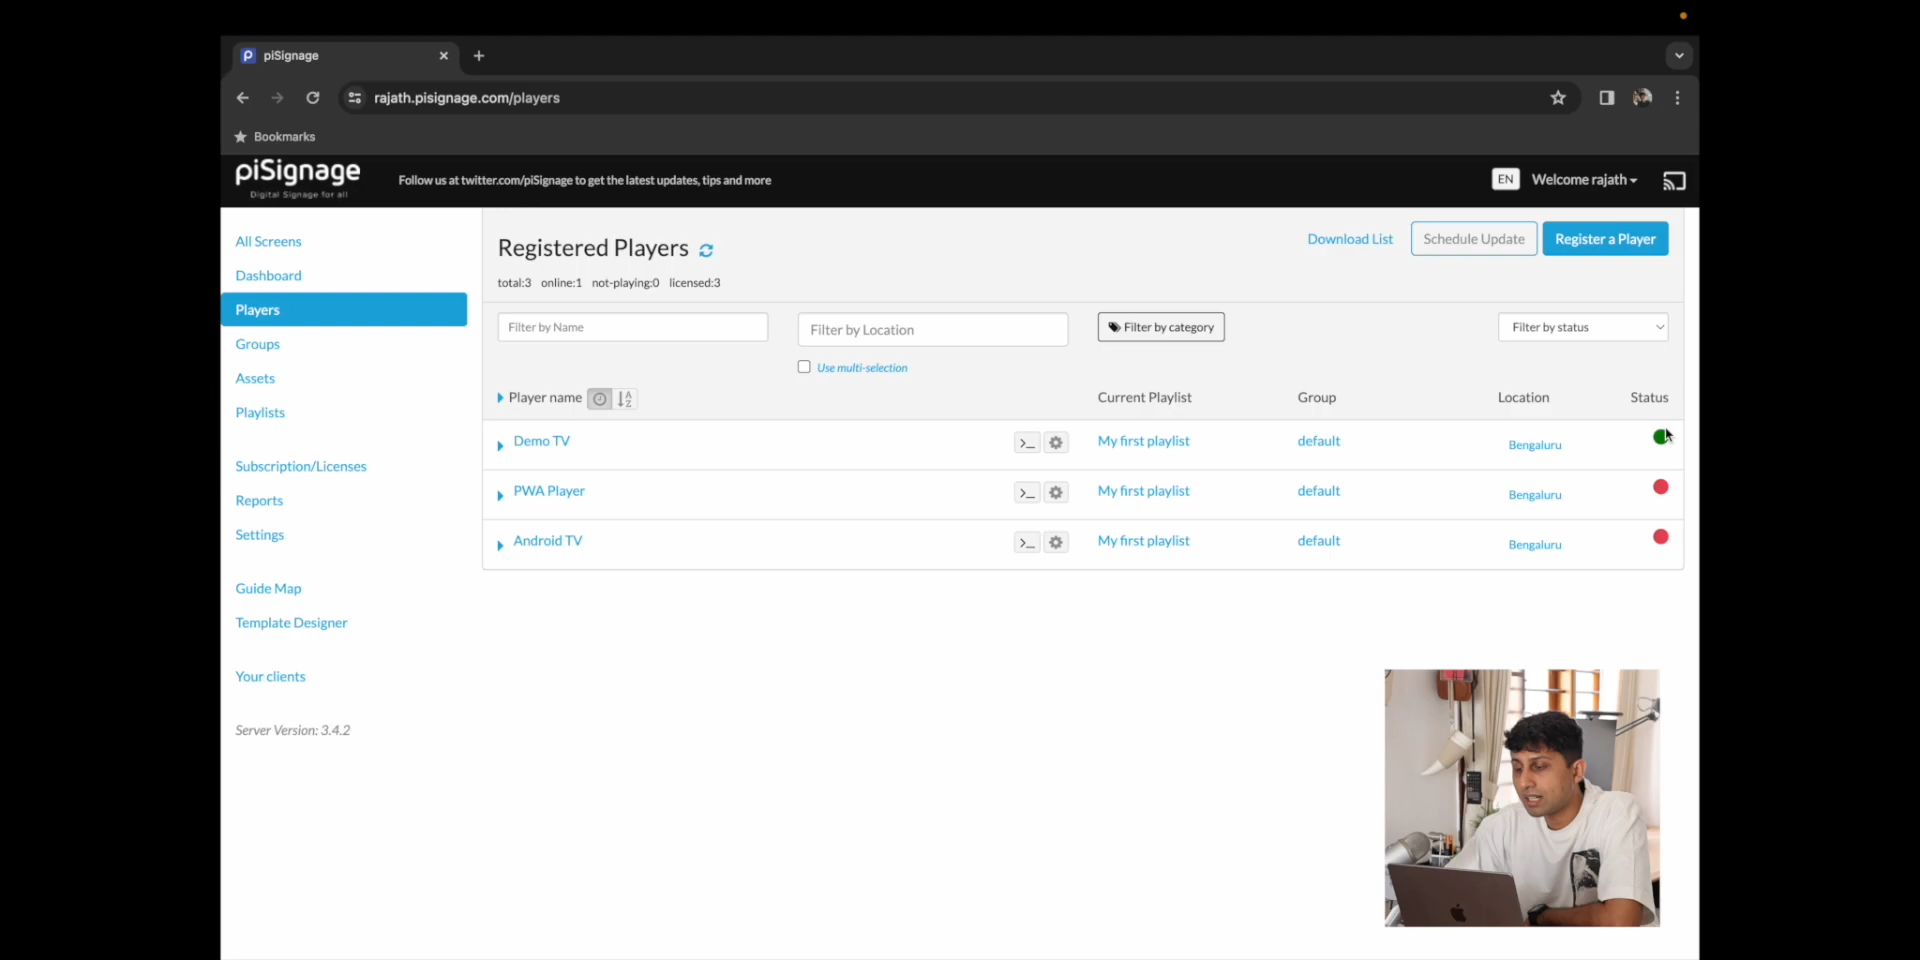 piSignage
rajath.pisignage.com/players
Bookmarks
piSignage
Digital Signage for all
Follow us at twitter.com/piSignage to get the latest updates, tips and more
EN
Welcome rajath
All Screens
Dashboard
Players
Groups
Assets
Playlists
Subscription/Licenses
Reports
Settings
Guide Map
Template Designer
Your clients
Server Version: 3.4.2
Registered Players
Download List
Schedule Update
Register a Player
total:3 online:1 not-playing:0 licensed:3
Filter by Name
Filter by Location
Filter by category
Filter by status
Use multi-selection
Player name Current Playlist Group Location Status
Demo TV >_ My first playlist default Bengaluru
PWA Player >_ My first playlist default Bengaluru
Android TV >_ My first playlist default Bengaluru